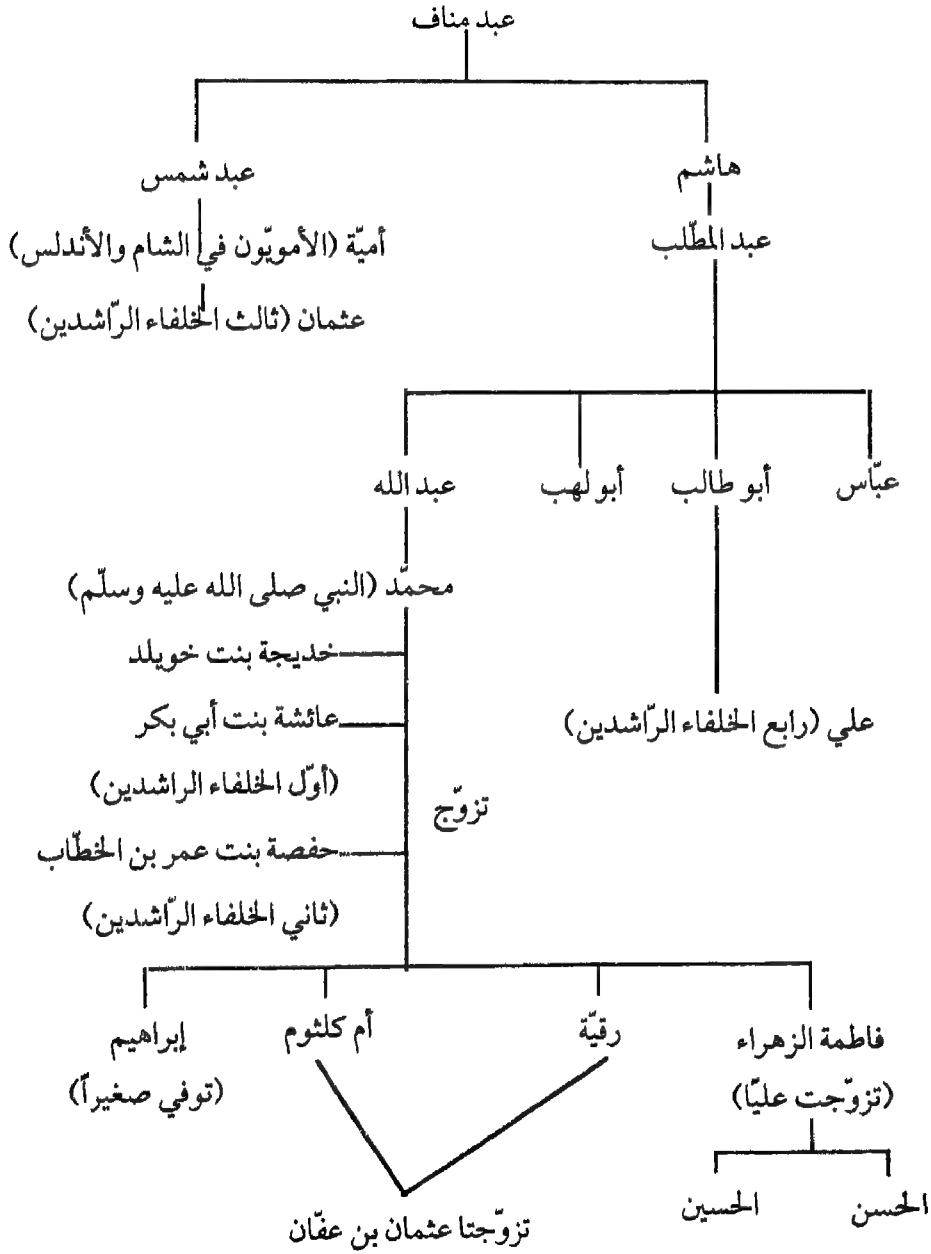 عبد مناف
هاشم
عبد شمس
عبد المطّلب
أميّة (الأمويّون في الشام والأندلس)
عثمان (ثالث الخلفاء الرّاشدين)
عبّاس
أبو طالب
أبو لهب
عبد الله
محمّد (النبي صلى الله عليه وسلّم)
خديجة بنت خويلد
علي (رابع الخلفاء الرّاشدين)
عائشة بنت أبي بكر
(أوّل الخلفاء الراشدين)
تزوّج
حفصة بنت عمر بن الخطّاب
(ثاني الخلفاء الرّاشدين)
فاطمة الزهراء
رقيّة
أم كلثوم
إبراهيم
(تزوّجت عليّا)
(توفي صغيراً)
الحسن
الحسين
تزوّجتا عثمان بن عفّان